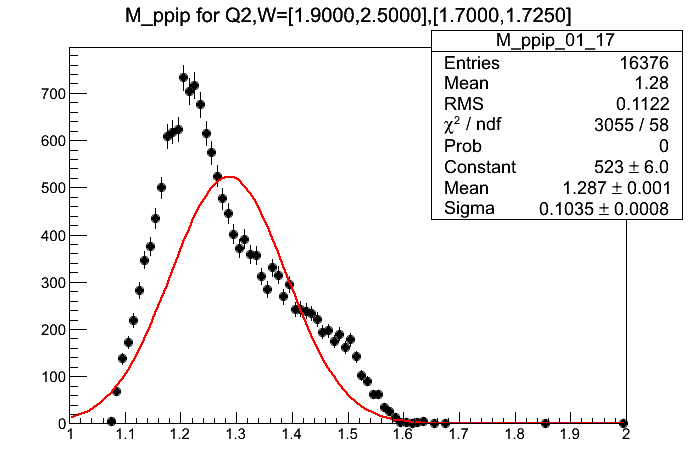 M_ppip for Q2,W=[1.9000,2.5000],[1.7000,1.7250]
M_ppip_01_17
Entries 16376
Mean 1.28
RMS 0.1122
χ² / ndf 3055 / 58
Prob 0
Constant 523 ± 6.0
Mean 1.287 ± 0.001
Sigma 0.1035 ± 0.0008
700
600
500
400
300
200
100
0
1 1.1 1.2 1.3 1.4 1.5 1.6 1.7 1.8 1.9 2